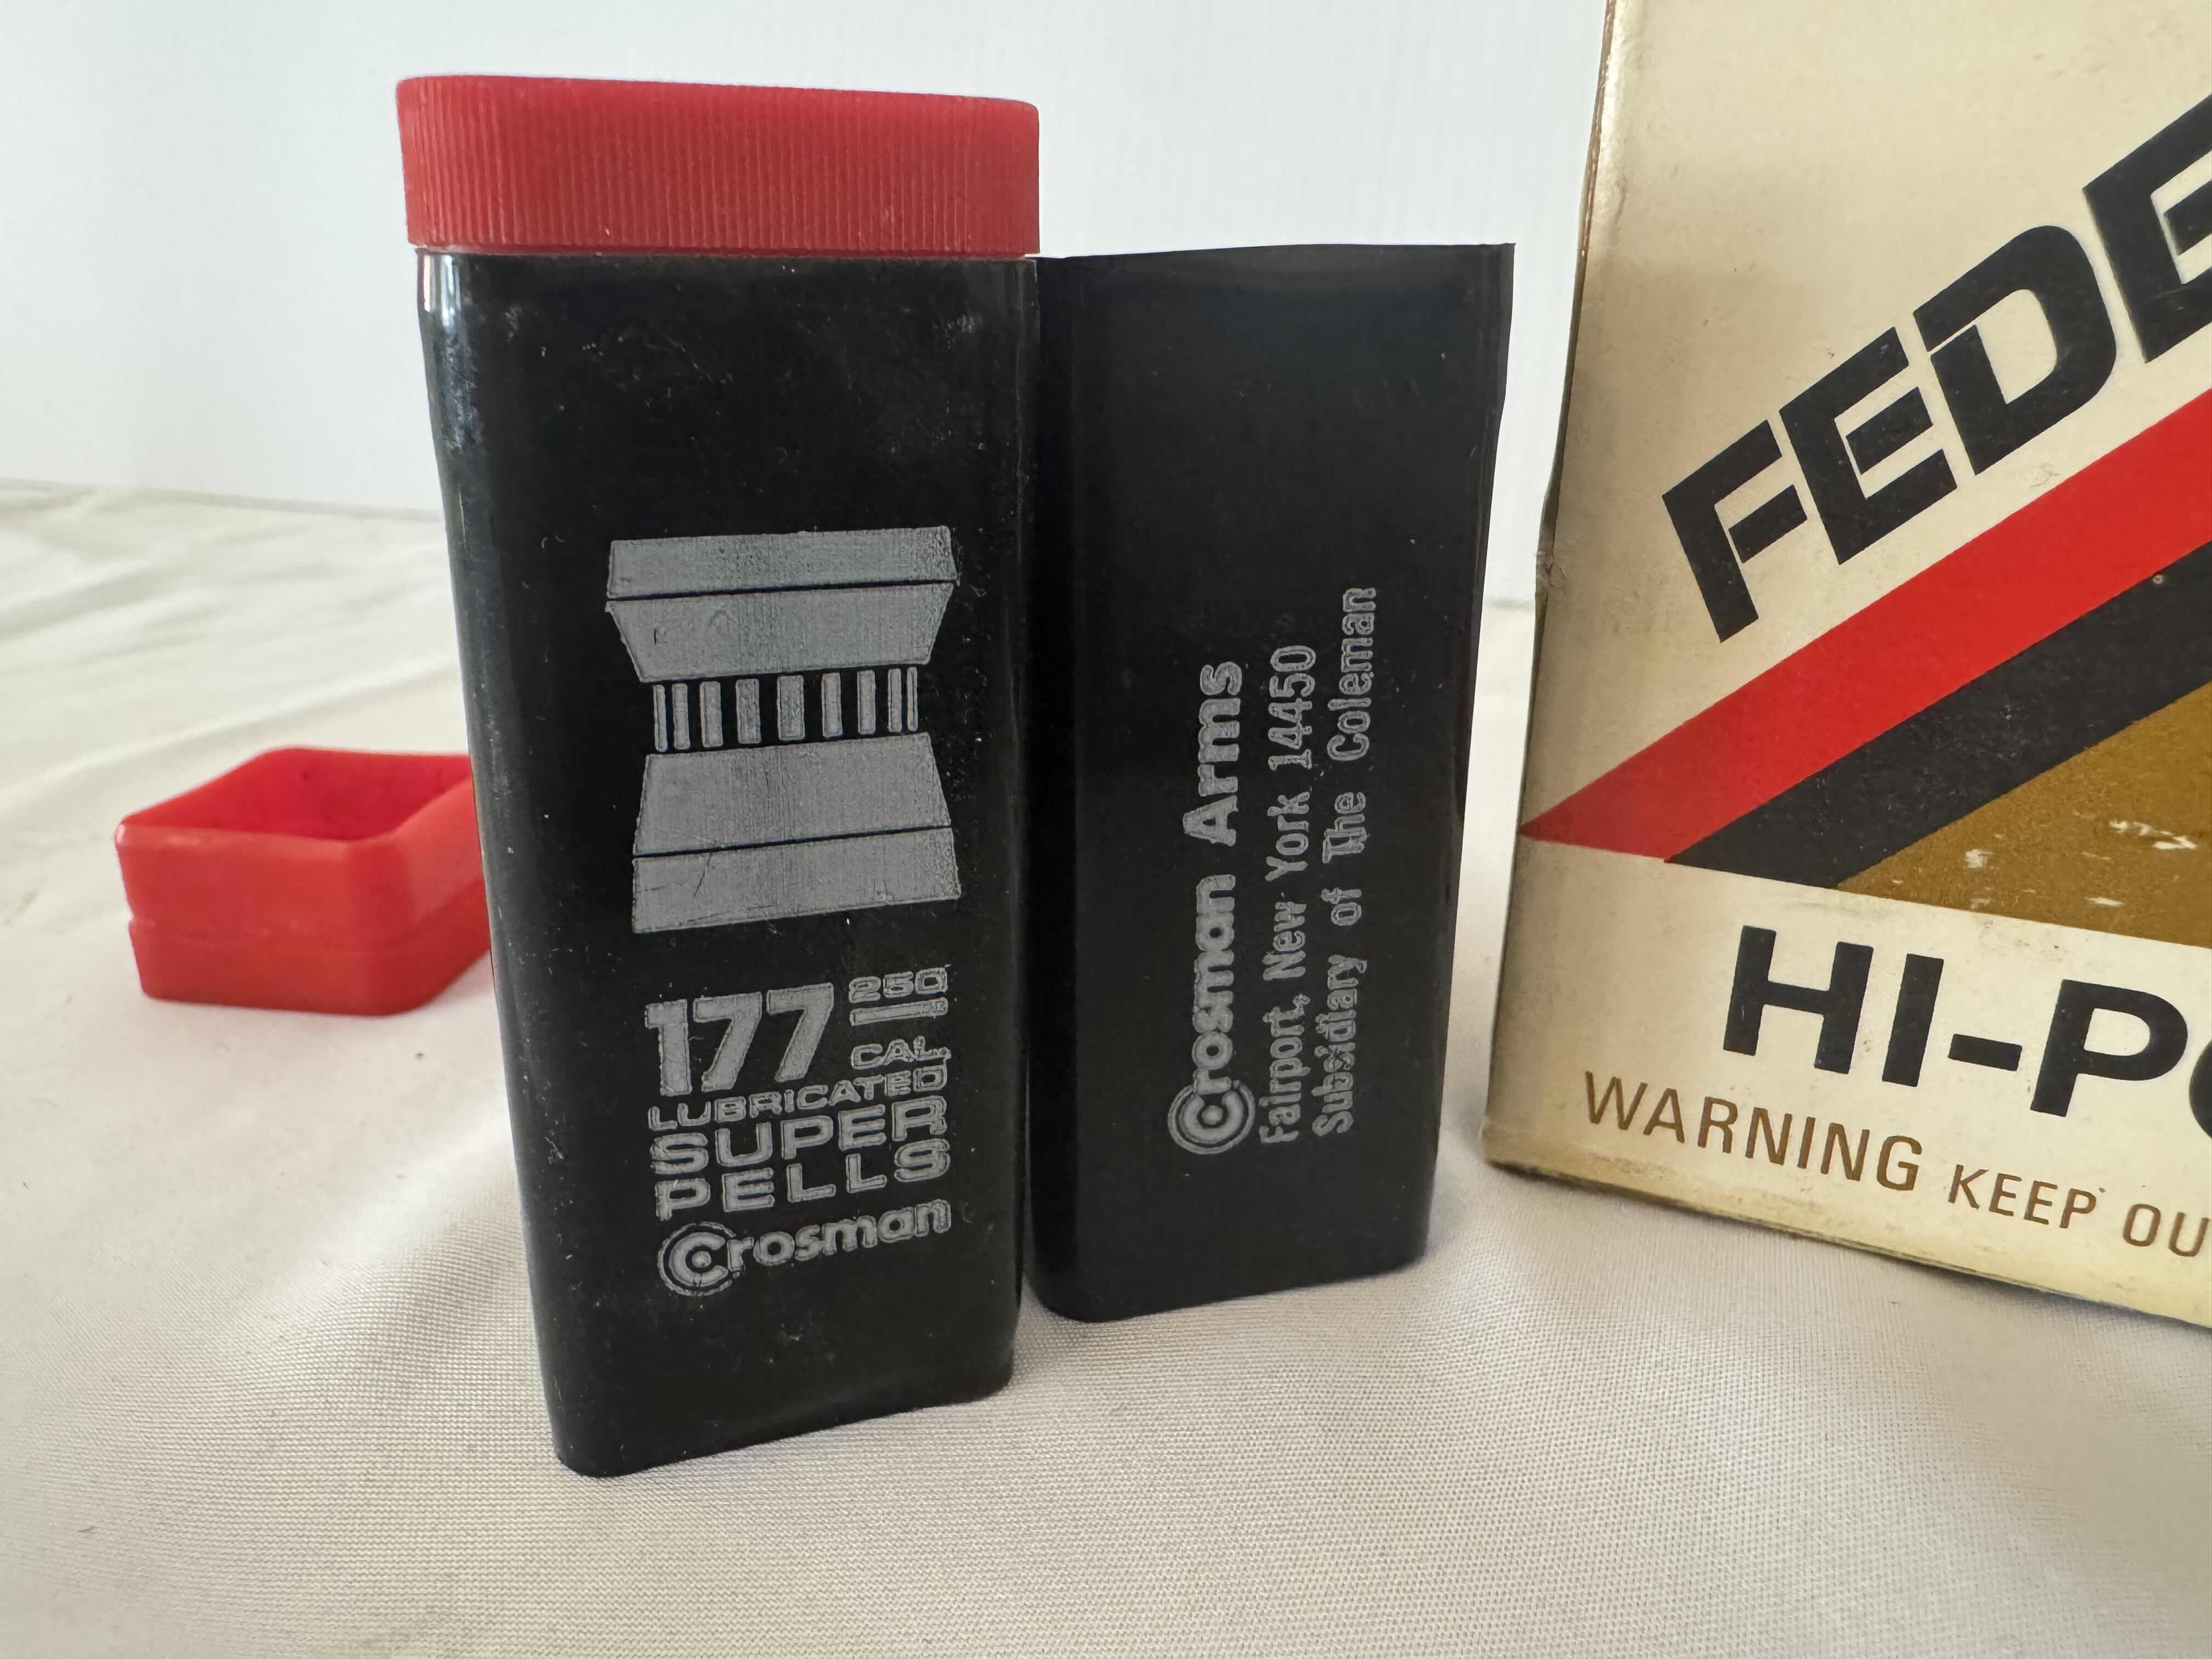 177 250
CAL.
LUBRICATED
SUPER
PELLS
Crosman
Crosman Arms
Fairport, New York 14450
Subsidiary of The Coleman
FEDE
HI-P
WARNING KEEP OU